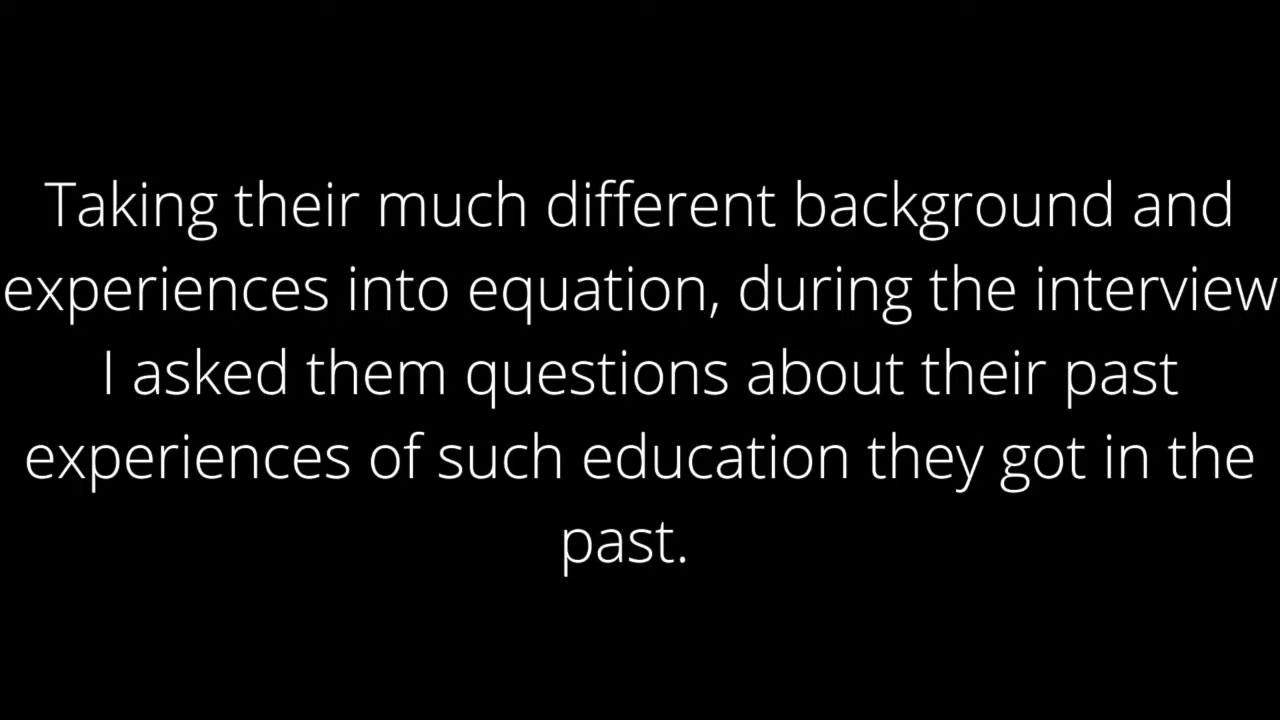 Taking their much different background and
experiences into equation, during the interview
I asked them questions about their past
experiences of such education they got in the
past.